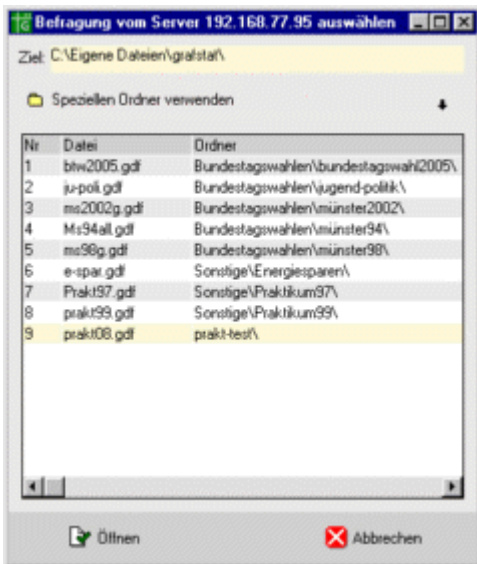 Befragung vom Server 192.168.77.95 auswählen
Ziel: C:\Eigene Dateien\grafstat\
Speziellen Ordner verwenden
Nr Datei Ordner
1 btw2005.gdf Bundestagswahlen\bundestagswahl2005\
2 ju-poli.gdf Bundestagswahlen\jugend-politik\
3 ms2002g.gdf Bundestagswahlen\münster2002\
4 Ms94all.gdf Bundestagswahlen\münster94\
5 ms98g.gdf Bundestagswahlen\münster98\
6 e-spar.gdf Sonstige\Energiesparen\
7 Prakt97.gdf Sonstige\Praktikum97\
8 prakt99.gdf Sonstige\Praktikum99\
9 prakt08.gdf prakt-test\
Öffnen Abbrechen